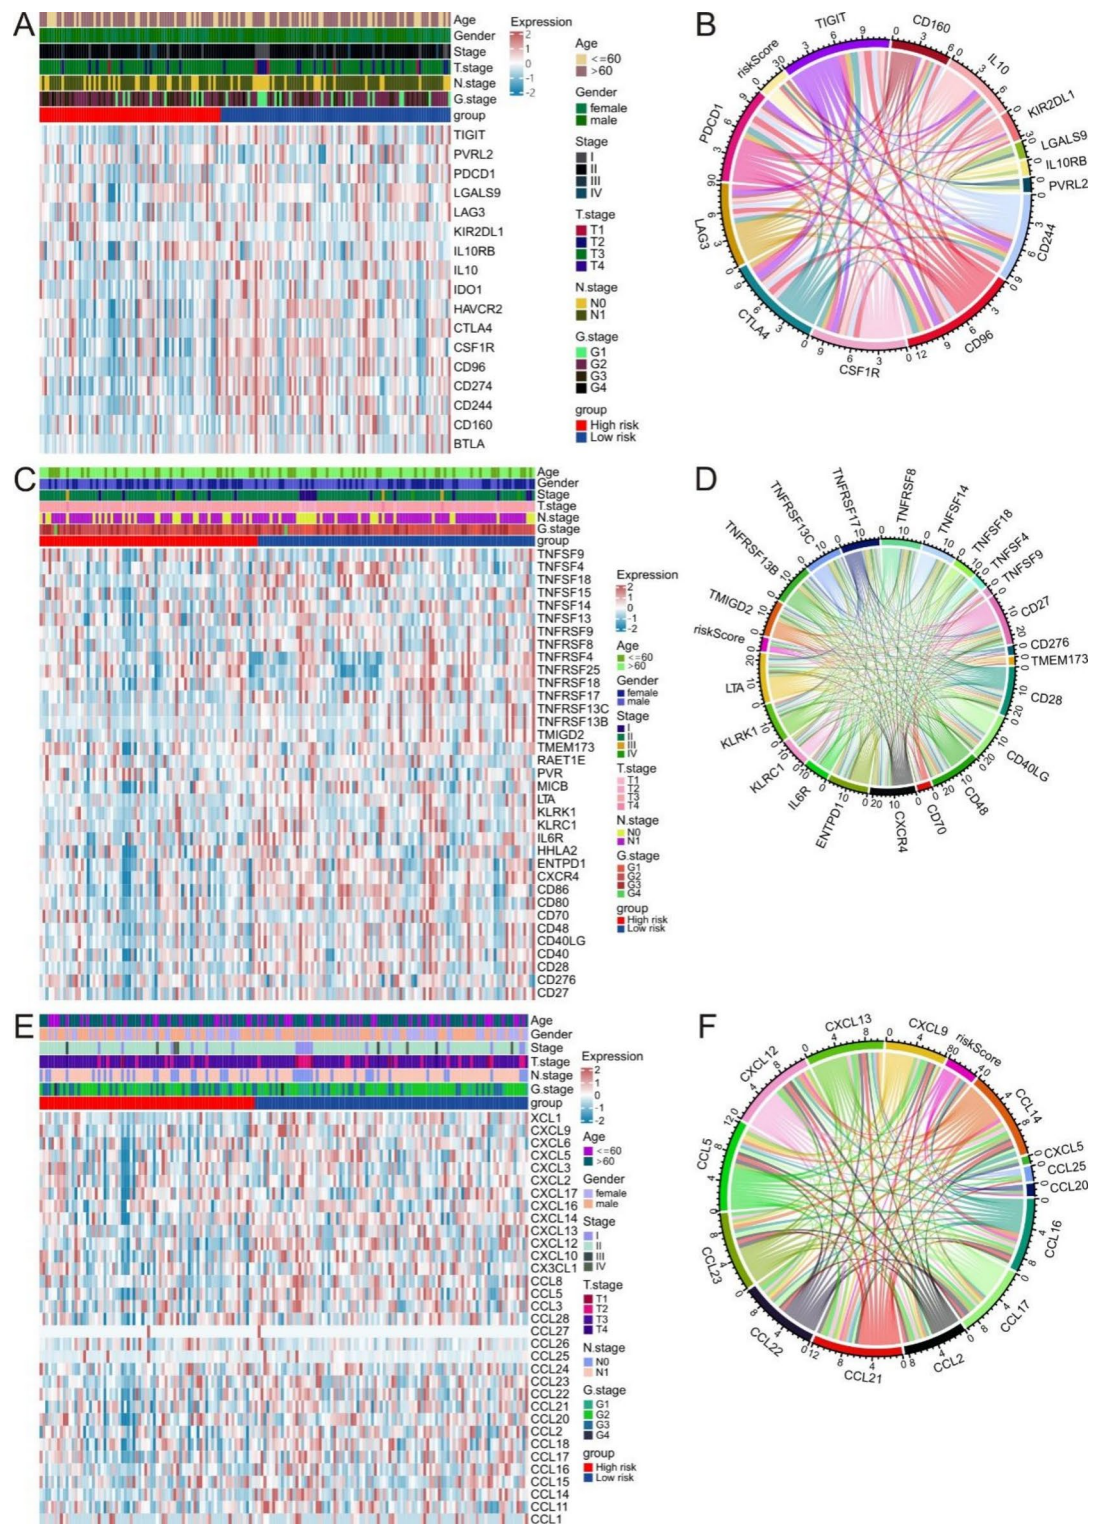 A
Age
Gender
Stage
T.stage
N.stage
G.stage
group
TIGIT
PVRL2
PDCD1
LGALS9
LAG3
KIR2DL1
IL10RB
IL10
IDO1
HAVCR2
CTLA4
CSF1R
CD96
CD274
CD244
CD160
BTLA
Expression
2
1
0
-1
-2
Age
<=60
>60
Gender
female
male
Stage
I
II
III
IV
T.stage
T1
T2
T3
T4
N.stage
N0
N1
G.stage
G1
G2
G3
G4
group
High risk
Low risk
B
TIGIT
CD160
IL10
KIR2DL1
LGALS9
IL10RB
PVRL2
CD244
CD96
CSF1R
CTLA4
LAG3
PDCD1
riskScore
C
Age
Gender
Stage
T.stage
N.stage
G.stage
group
TNFSF9
TNFSF4
TNFSF18
TNFSF15
TNFSF14
TNFSF13
TNFRSF9
TNFRSF8
TNFRSF4
TNFRSF25
TNFRSF18
TNFRSF17
TNFRSF13C
TNFRSF13B
TMIGD2
TMEM173
RAET1E
PVR
MICB
LTA
KLRK1
KLRC1
IL6R
HHLA2
ENTPD1
CXCR4
CD86
CD80
CD70
CD48
CD40LG
CD40
CD28
CD276
CD27
Expression
2
1
0
-1
-2
Age
<=60
>60
Gender
female
male
Stage
I
II
III
IV
T.stage
T1
T2
T3
T4
N.stage
N0
N1
G.stage
G1
G2
G3
G4
group
High risk
Low risk
D
TNFRSF17
TNFRSF8
TNFSF14
TNFSF18
TNFSF4
TNFSF9
CD27
CD276
TMEM173
CD28
CD40LG
CD48
CD70
CXCR4
ENTPD1
IL6R
KLRC1
KLRK1
LTA
riskScore
TMIGD2
TNFRSF13B
TNFRSF13C
E
Age
Gender
Stage
T.stage
N.stage
G.stage
group
XCL1
CXCL9
CXCL6
CXCL5
CXCL3
CXCL2
CXCL17
CXCL16
CXCL14
CXCL13
CXCL12
CXCL10
CX3CL1
CCL8
CCL5
CCL3
CCL28
CCL27
CCL26
CCL25
CCL24
CCL23
CCL22
CCL21
CCL20
CCL2
CCL18
CCL17
CCL16
CCL15
CCL14
CCL11
CCL1
Expression
2
1
0
-1
-2
Age
<=60
>60
Gender
female
male
Stage
I
II
III
IV
T.stage
T1
T2
T3
T4
N.stage
N0
N1
G.stage
G1
G2
G3
G4
group
High risk
Low risk
F
CXCL13
CXCL9
riskScore
CCL14
CXCL5
CCL25
CCL20
CCL16
CCL17
CCL2
CCL21
CCL22
CCL23
CCL5
CXCL12